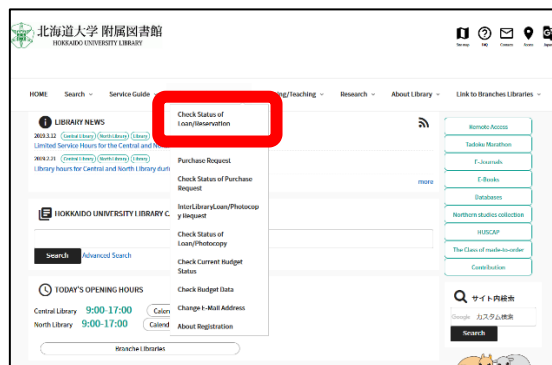 北海道大学 附属図書館
HOKKAIDO UNIVERSITY LIBRARY
HOME Search Service Guide ing/Teaching Research About Library Link to Branches Libraries
Check Status of
Loan/Reservation
Purchase Request
Check Status of Purchase
Request
InterLibraryLoan/Photocop
y Request
Check Status of
Loan/Photocopy
Check Current Budget
Status
Check Budget Data
Change E-Mail Address
About Registration
LIBRARY NEWS
2019.3.12 Central Library North Library Library
Limited Service Hours for the Central and No
2019.2.21 Central Library North Library Library
Library hours for Central and North Library duri
more
HOKKAIDO UNIVERSITY LIBRARY C
Search Advanced Search
TODAY'S OPENING HOURS
Central Library 9:00-17:00 Calen
North Library 9:00-17:00 Calend
Branche Libraries
Remote Access
Tadoku Marathon
E-Journals
E-Books
Databases
Northern studies collection
HUSCAP
The Class of made-to-order
Contribution
サイト内検索
Google カスタム検索
Search